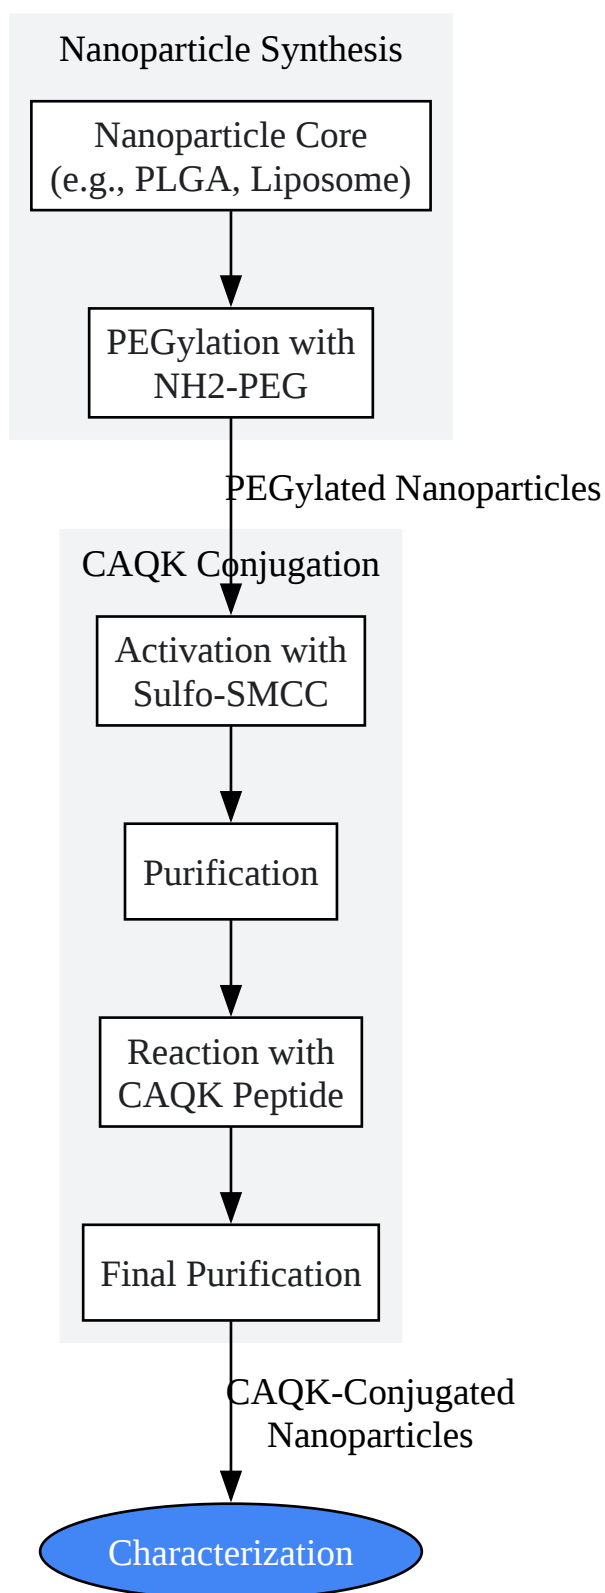 Nanoparticle Synthesis
Nanoparticle Core
(e.g., PLGA, Liposome)
PEGylation with
NH2-PEG
PEGylated Nanoparticles
CAQK Conjugation
Activation with
Sulfo-SMCC
Purification
Reaction with
CAQK Peptide
Final Purification
CAQK-Conjugated
Nanoparticles
Characterization